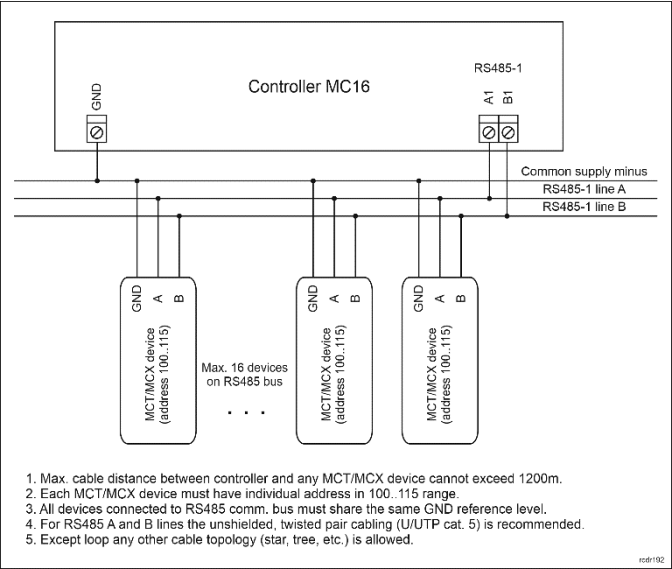 Controller MC16
RS485-1
GND
A1
B1
Common supply minus
RS485-1 line A
RS485-1 line B
GND
A
B
GND
A
B
GND
A
B
MCT/MCX device
(address 100..115)
Max. 16 devices
on RS485 bus
. . .
MCT/MCX device
(address 100..115)
MCT/MCX device
(address 100..115)
1. Max. cable distance between controller and any MCT/MCX device cannot exceed 1200m.
2. Each MCT/MCX device must have individual address in 100..115 range.
3. All devices connected to RS485 comm. bus must share the same GND reference level.
4. For RS485 A and B lines the unshielded, twisted pair cabling (U/UTP cat. 5) is recommended.
5. Except loop any other cable topology (star, tree, etc.) is allowed.
rcdr192